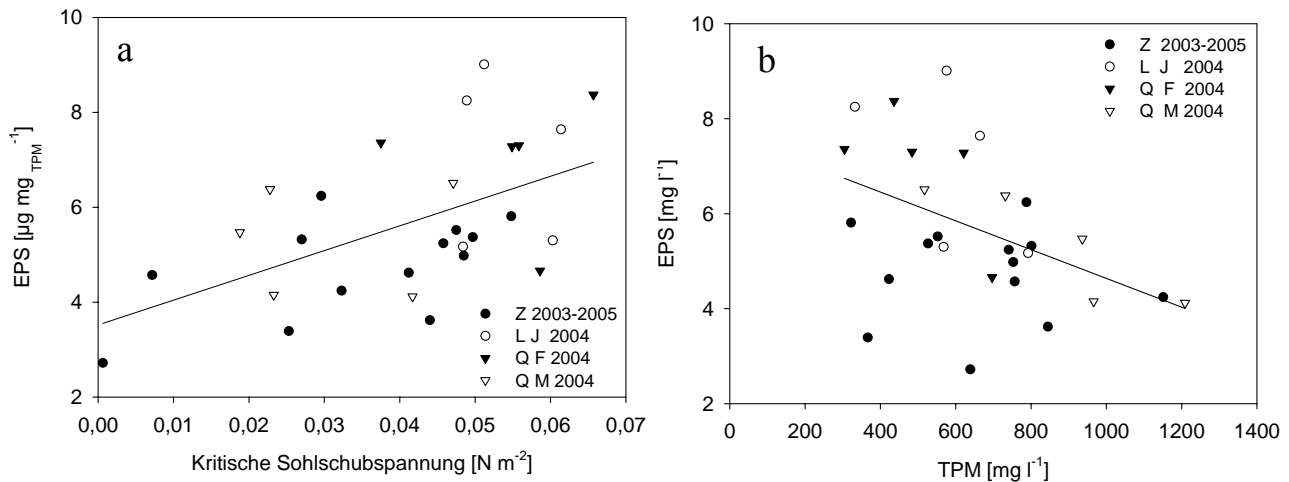 a
10
8
6
4
2
EPS [µg mg TPM⁻¹]
0,00 0,01 0,02 0,03 0,04 0,05 0,06 0,07
Kritische Sohlschubspannung [N m⁻²]
Z 2003-2005
L J 2004
Q F 2004
Q M 2004
b
10
8
6
4
2
EPS [mg l⁻¹]
0 200 400 600 800 1000 1200 1400
TPM [mg l⁻¹]
Z 2003-2005
L J 2004
Q F 2004
Q M 2004